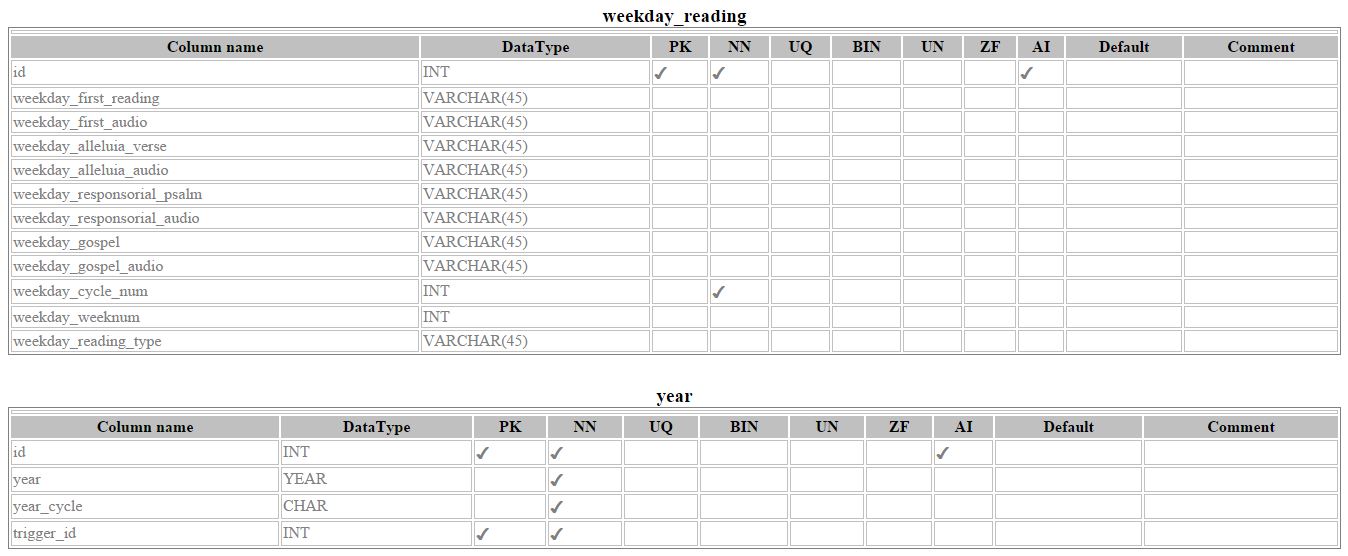 weekday_reading
Column name DataType PK NN UQ BIN UN ZF AI Default Comment
id INT ✔ ✔ ✔
weekday_first_reading VARCHAR(45)
weekday_first_audio VARCHAR(45)
weekday_alleluia_verse VARCHAR(45)
weekday_alleluia_audio VARCHAR(45)
weekday_responsorial_psalm VARCHAR(45)
weekday_responsorial_audio VARCHAR(45)
weekday_gospel VARCHAR(45)
weekday_gospel_audio VARCHAR(45)
weekday_cycle_num INT ✔
weekday_weeknum INT
weekday_reading_type VARCHAR(45)
year
Column name DataType PK NN UQ BIN UN ZF AI Default Comment
id INT ✔ ✔ ✔
year YEAR ✔
year_cycle CHAR ✔
trigger_id INT ✔ ✔